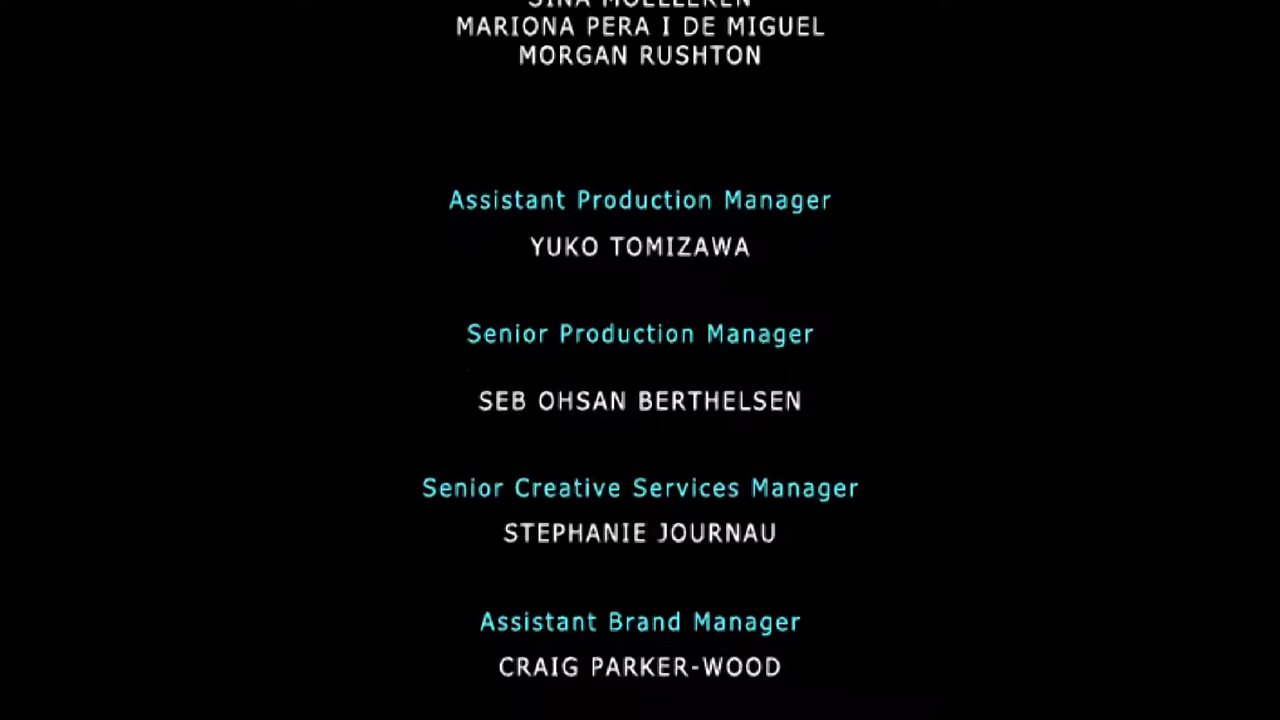 MARIONA PERA I DE MIGUEL
MORGAN RUSHTON
Assistant Production Manager
YUKO TOMIZAWA
Senior Production Manager
SEB OHSAN BERTHELSEN
Senior Creative Services Manager
STEPHANIE JOURNAU
Assistant Brand Manager
CRAIG PARKER-WOOD